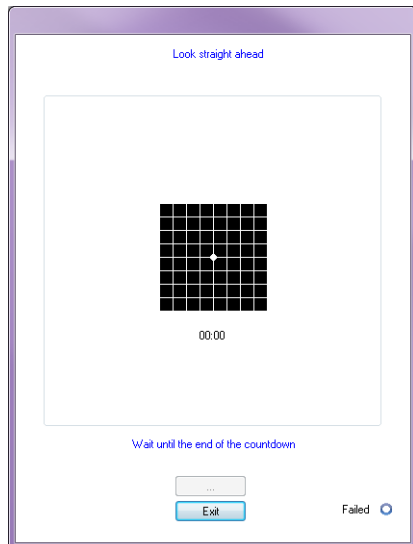 Look straight ahead
00:00
Wait until the end of the countdown
...
Exit
Failed